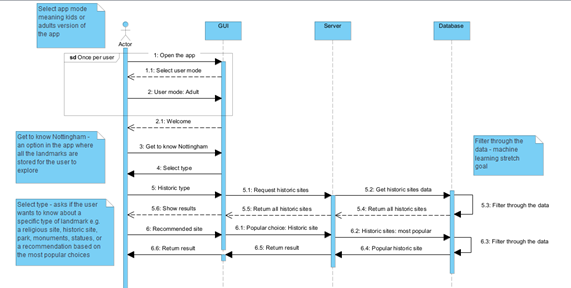 Select app mode
meaning kids or
adults version of
the app
GUI
Server
Database
Actor
sd Once per user
1: Open the app
1.1: Select user mode
2: User mode: Adult
2.1: Welcome
Get to know Nottingham -
an option in the app where
all the landmarks are
stored for the user to
explore
3: Get to know Nottingham
4: Select type
Filter through the
data - machine
learning stretch
goal
5: Historic type
5.1: Request historic sites
5.2: Get historic sites data
5.3: Filter through the data
5.6: Show results
5.5: Return all historic sites
5.4: Return all historic sites
Select type - asks if the user
wants to know about a
specific type of landmark e.g.
a religious site, historic site,
park, monuments, statues, or
a recommendation based on
the most popular choices
6: Recommended site
6.1: Popular choice: Historic site
6.2: Historic sites: most popular
6.3: Filter through the data
6.6: Return result
6.5: Return result
6.4: Popular historic site